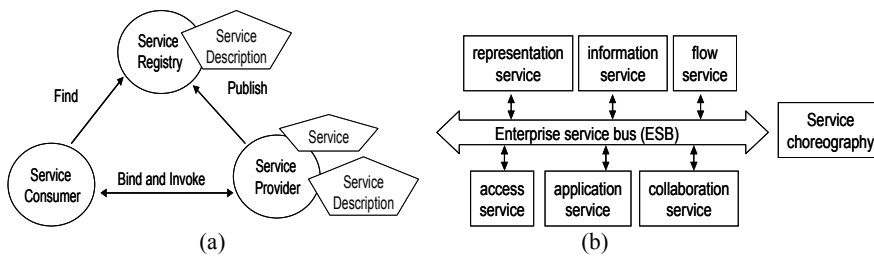 Service
Registry
Service
Description
Find
Publish
Service
Service
Consumer
Bind and Invoke
Service
Provider
Service
Description
(a)
representation
service
information
service
flow
service
Enterprise service bus (ESB)
Service
choreography
access
service
application
service
collaboration
service
(b)